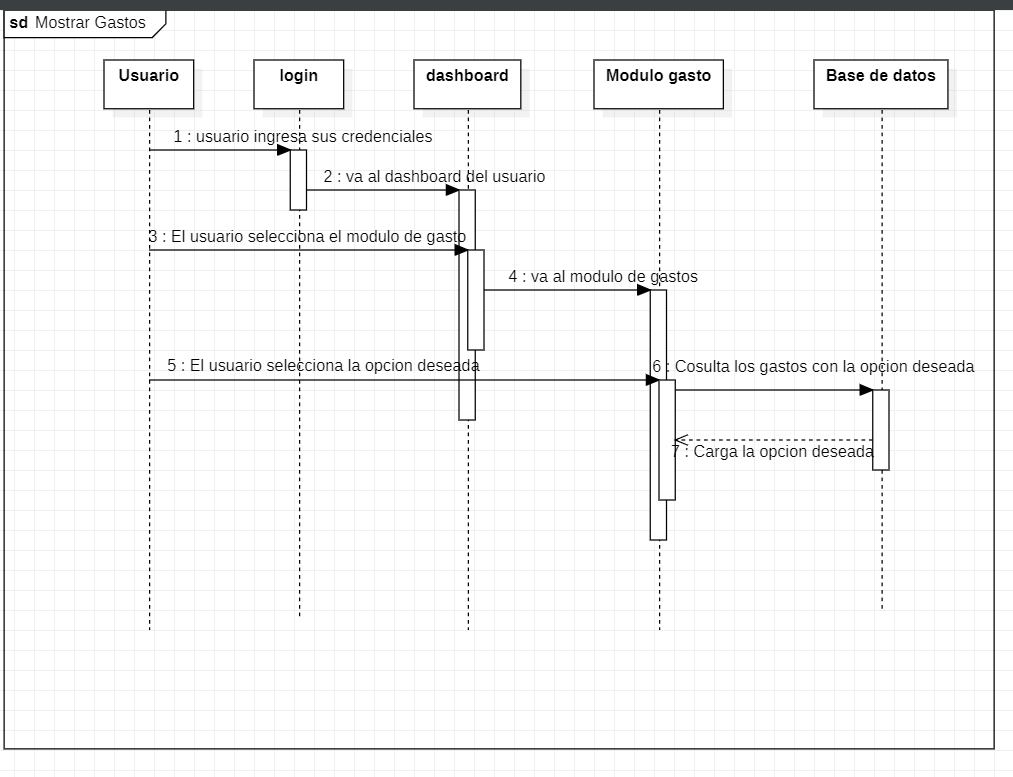 sd Mostrar Gastos
Usuario
login
dashboard
Modulo gasto
Base de datos
1 : usuario ingresa sus credenciales
2 : va al dashboard del usuario
3 : El usuario selecciona el modulo de gasto
4 : va al modulo de gastos
5 : El usuario selecciona la opcion deseada
6 : Cosulta los gastos con la opcion deseada
7 : Carga la opcion deseada